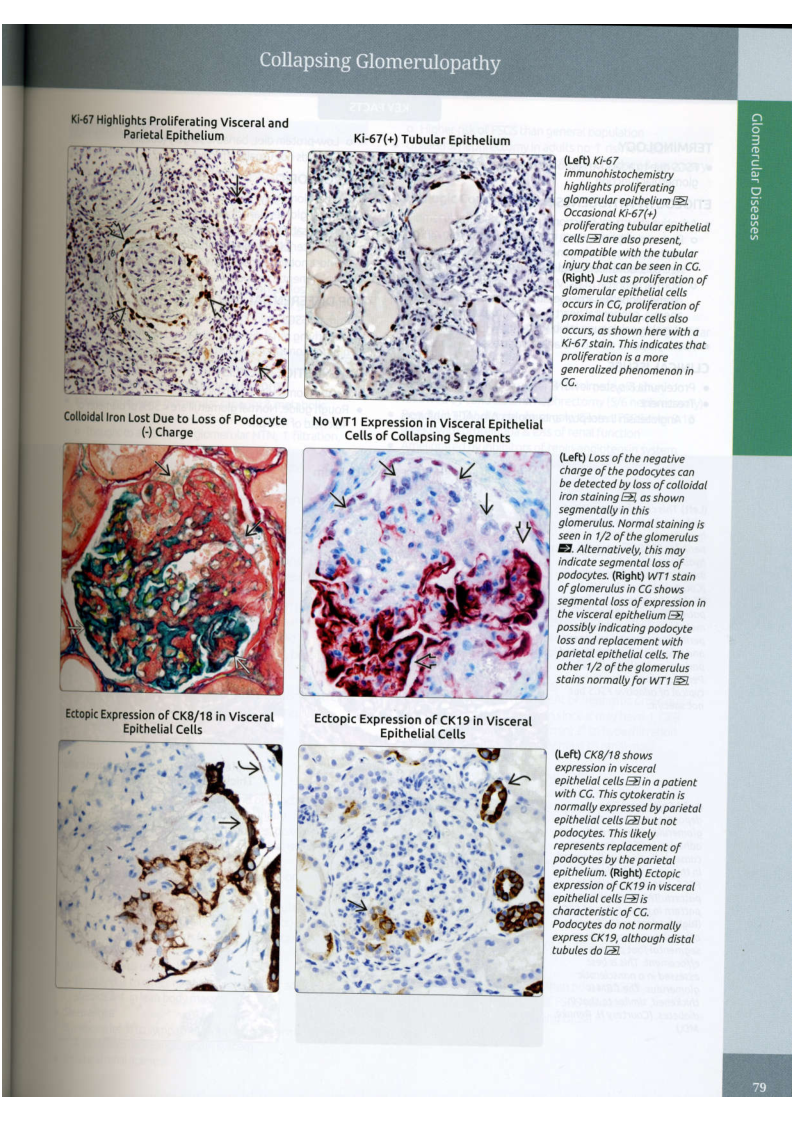 Collapsing Glomerulopathy
Glomerular Diseases
Ki-67 Highlights Proliferating Visceral and
Parietal Epithelium
Ki-67(+) Tubular Epithelium
(Left) Ki-67
immunohistochemistry
highlights proliferating
glomerular epithelium
Occasional Ki-67(+)
proliferating tubular epithelial
cells are also present,
compatible with the tubular
injury that can be seen in CG.
(Right) Just as proliferation of
glomerular epithelial cells
occurs in CG, proliferation of
proximal tubular cells also
occurs, as shown here with a
Ki-67 stain. This indicates that
proliferation is a more
generalized phenomenon in
CG.
Colloidal Iron Lost Due to Loss of Podocyte
(-) Charge
No WT1 Expression in Visceral Epithelial
Cells of Collapsing Segments
(Left) Loss of the negative
charge of the podocytes can
be detected by loss of colloidal
iron staining , as shown
segmentally in this
glomerulus. Normal staining is
seen in 1/2 of the glomerulus
. Alternatively, this may
indicate segmental loss of
podocytes. (Right) WT1 stain
of glomerulus in CG shows
segmental loss of expression in
the visceral epithelium ,
possibly indicating podocyte
loss and replacement with
parietal epithelial cells. The
other 1/2 of the glomerulus
stains normally for WT1 .
Ectopic Expression of CK8/18 in Visceral
Epithelial Cells
Ectopic Expression of CK19 in Visceral
Epithelial Cells
(Left) CK8/18 shows
expression in visceral
epithelial cells in a patient
with CG. This cytokeratin is
normally expressed by parietal
epithelial cells but not
podocytes. This likely
represents replacement of
podocytes by the parietal
epithelium. (Right) Ectopic
expression of CK19 in visceral
epithelial cells is
characteristic of CG.
Podocytes do not normally
express CK19, although distal
tubules do .
79